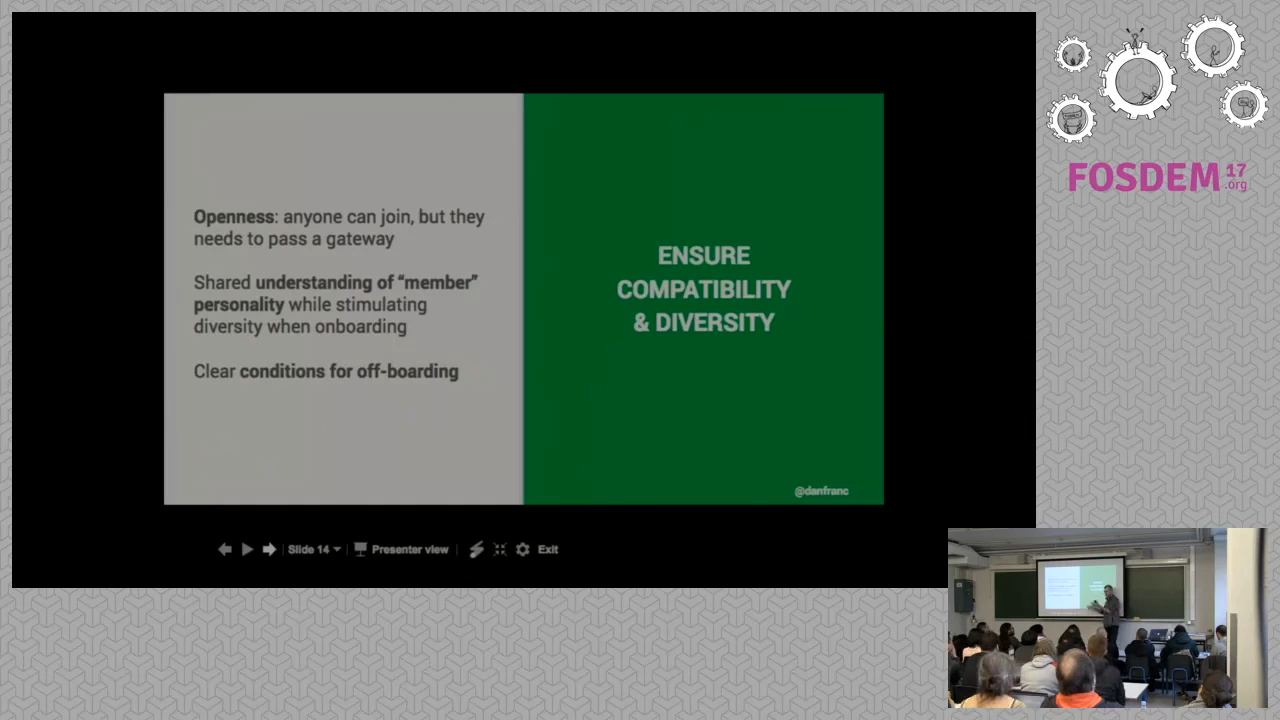 Openness: anyone can join, but they
needs to pass a gateway
Shared understanding of “member”
personality while stimulating
diversity when onboarding
Clear conditions for off-boarding
ENSURE
COMPATIBILITY
& DIVERSITY
@danfranc
Slide 14
Presenter view
Exit
FOSDEM 17
.org